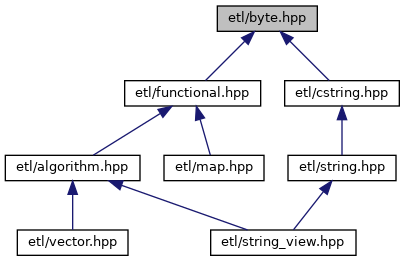 etl/byte.hpp
etl/functional.hpp
etl/cstring.hpp
etl/algorithm.hpp
etl/map.hpp
etl/string.hpp
etl/vector.hpp
etl/string_view.hpp